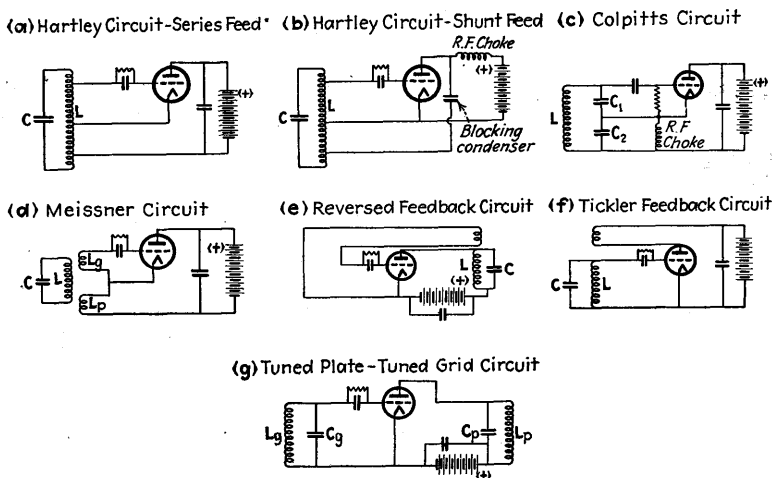 (a) Hartley Circuit-Series Feed
(b) Hartley Circuit-Shunt Feed
(c) Colpitts Circuit
C
L
(+)
R.F. Choke
(+)
C
L
Blocking
condenser
L
C1
C2
R.F
Choke
(+)
(d) Meissner Circuit
(e) Reversed Feedback Circuit
(f) Tickler Feedback Circuit
C
L
Lg
Lp
(+)
L
C
(+)
C
L
(g) Tuned Plate-Tuned Grid Circuit
Lg
Cg
Cp
Lp
(+)